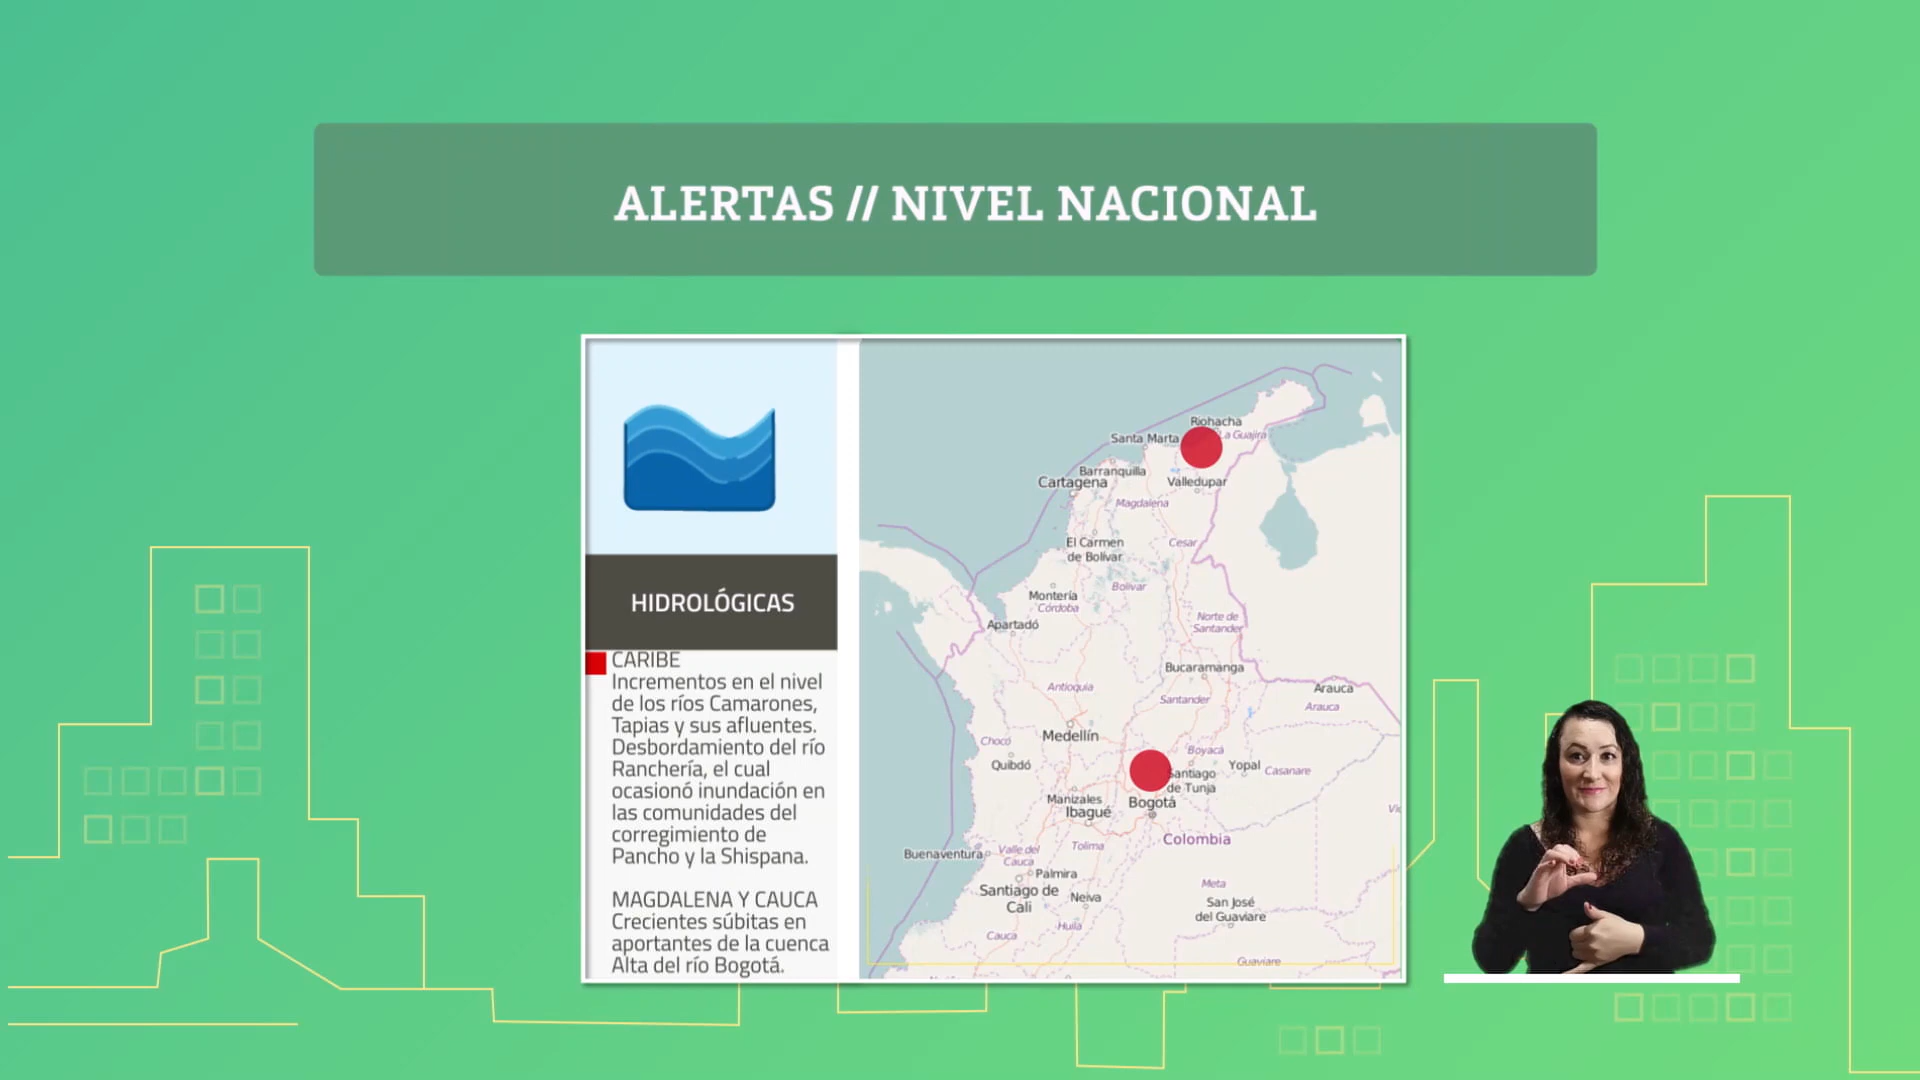 ALERTAS // NIVEL NACIONAL
HIDROLÓGICAS
CARIBE
Incrementos en el nivel
de los ríos Camarones,
Tapias y sus afluentes.
Desbordamiento del río
Ranchería, el cual
ocasionó inundación en
las comunidades del
corregimiento de
Pancho y la Shispana.
MAGDALENA Y CAUCA
Crecientes súbitas en
aportantes de la cuenca
Alta del río Bogotá.
Riohacha
La Guajira
Santa Marta
Barranquilla
Cartagena
Valledupar
Magdalena
El Carmen
de Bolívar
Cesar
Bolívar
Montería
Córdoba
Apartadó
Norte de
Santander
Bucaramanga
Antioquia
Santander
Arauca
Arauca
Medellín
Chocó
Quibdó
Boyacá
Yopal
Casanare
Santiago
de Tunja
Manizales
Ibagué
Bogotá
Colombia
Buenaventura
Valle del
Cauca
Tolima
Palmira
Santiago de
Cali
Neiva
Meta
San José
del Guaviare
Cauca
Huila
Guaviare